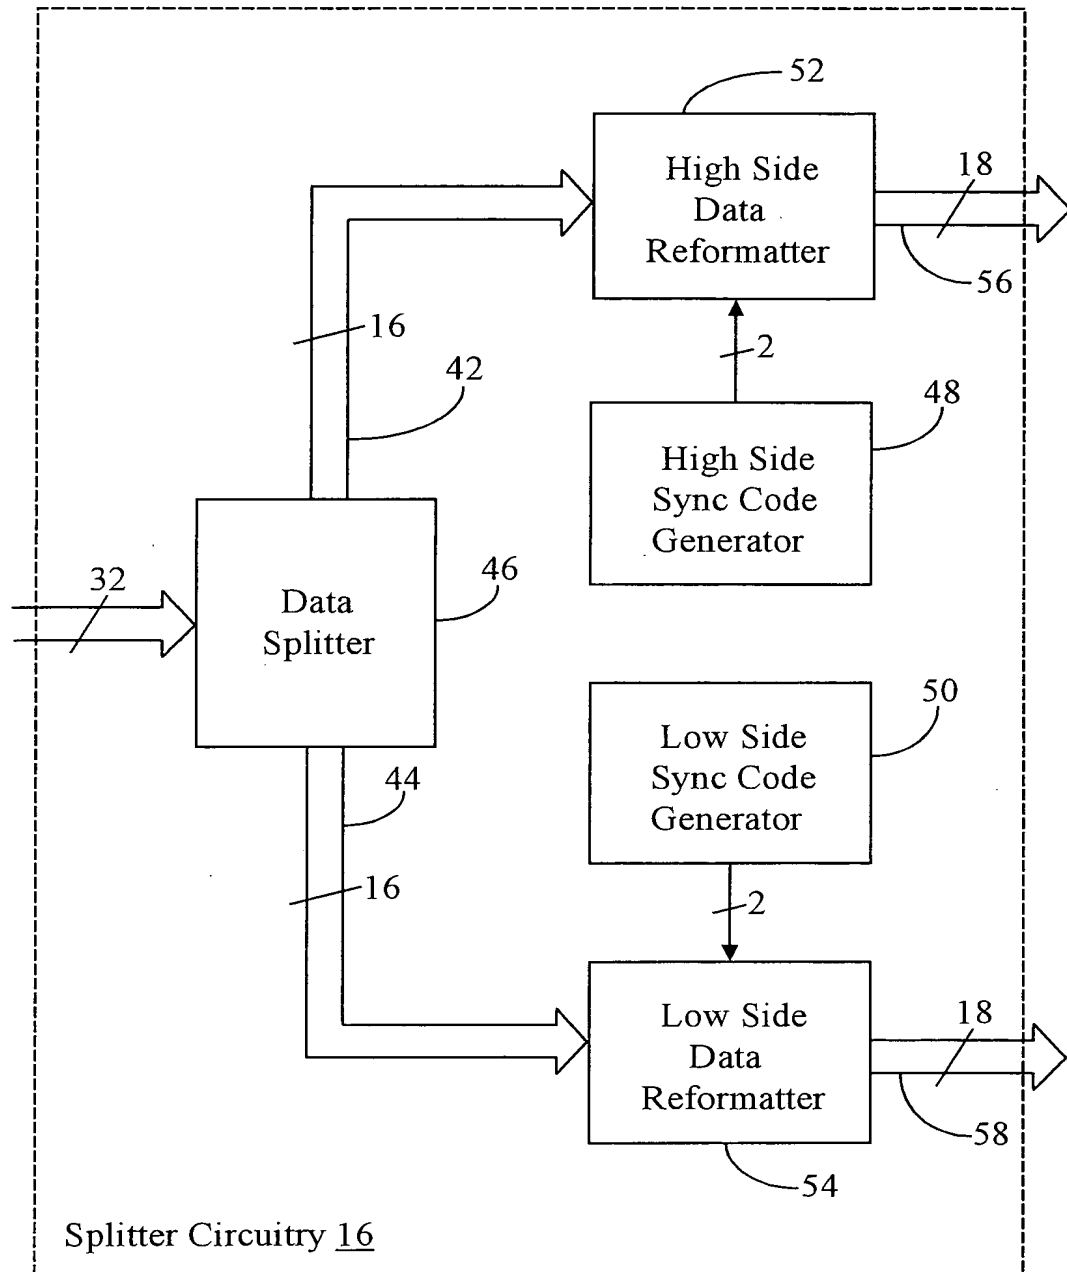 52
High Side
Data
Reformatter
18
56
16
2
42
48
High Side
Sync Code
Generator
32
46
Data
Splitter
50
Low Side
Sync Code
Generator
44
16
2
Low Side
Data
Reformatter
18
58
54
Splitter Circuitry 16